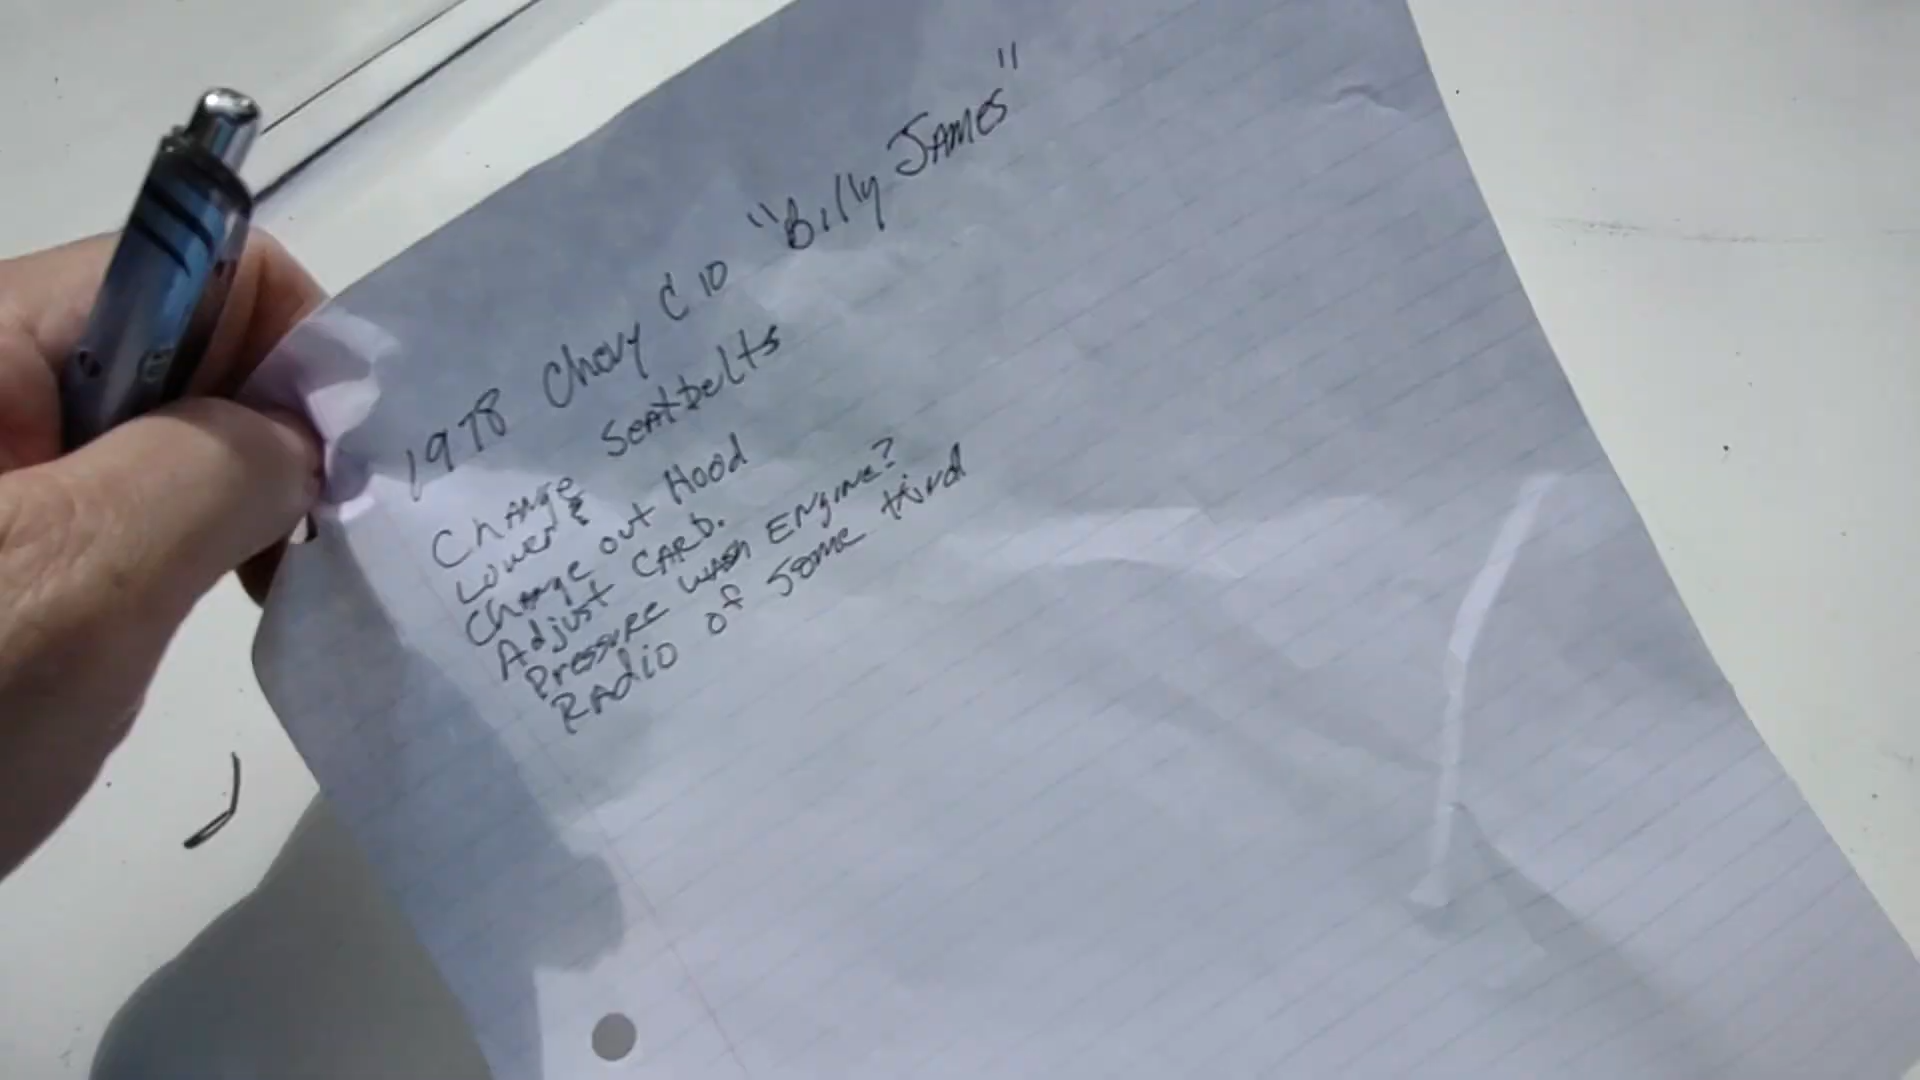 1978 Chevy C10 "Billy James"
Change Seatbelts
Lower
Change out Hood
Adjust CARb.
Pressure wash Engine?
RAdio of some